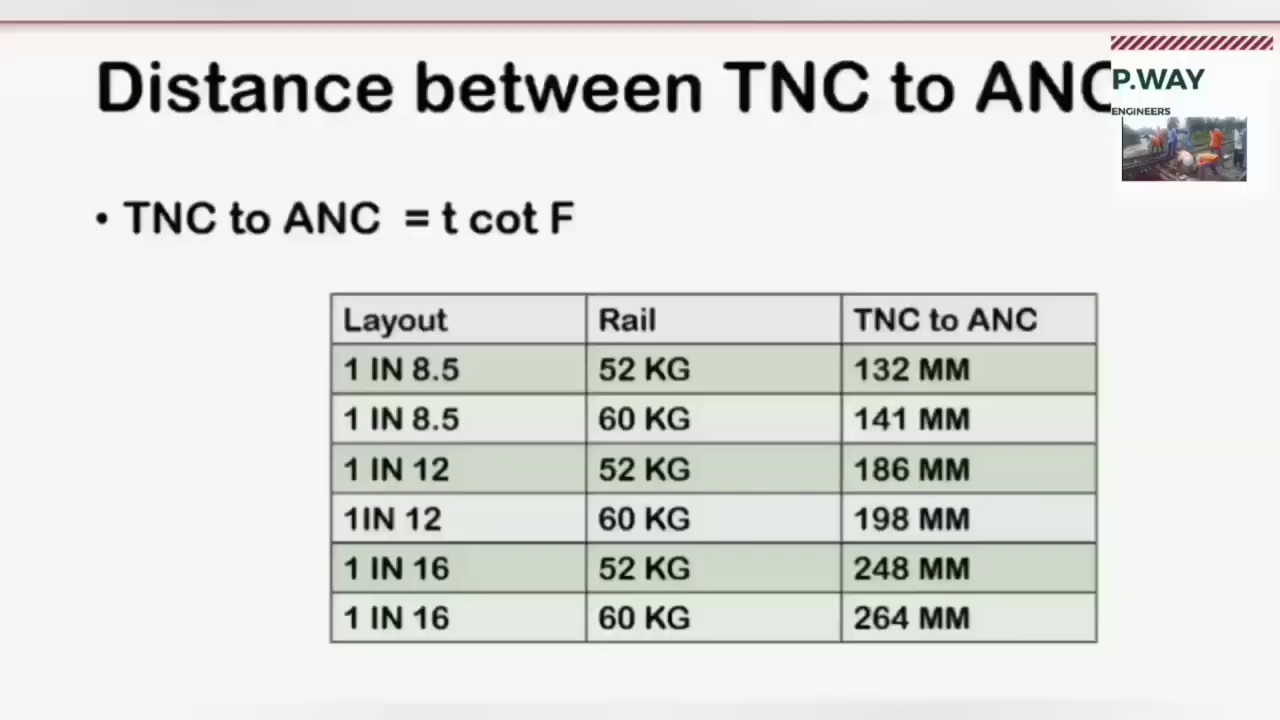 Distance between TNC to ANC
P.WAY
ENGINEERS
• TNC to ANC = t cot F
Layout Rail TNC to ANC
1 IN 8.5 52 KG 132 MM
1 IN 8.5 60 KG 141 MM
1 IN 12 52 KG 186 MM
1IN 12 60 KG 198 MM
1 IN 16 52 KG 248 MM
1 IN 16 60 KG 264 MM